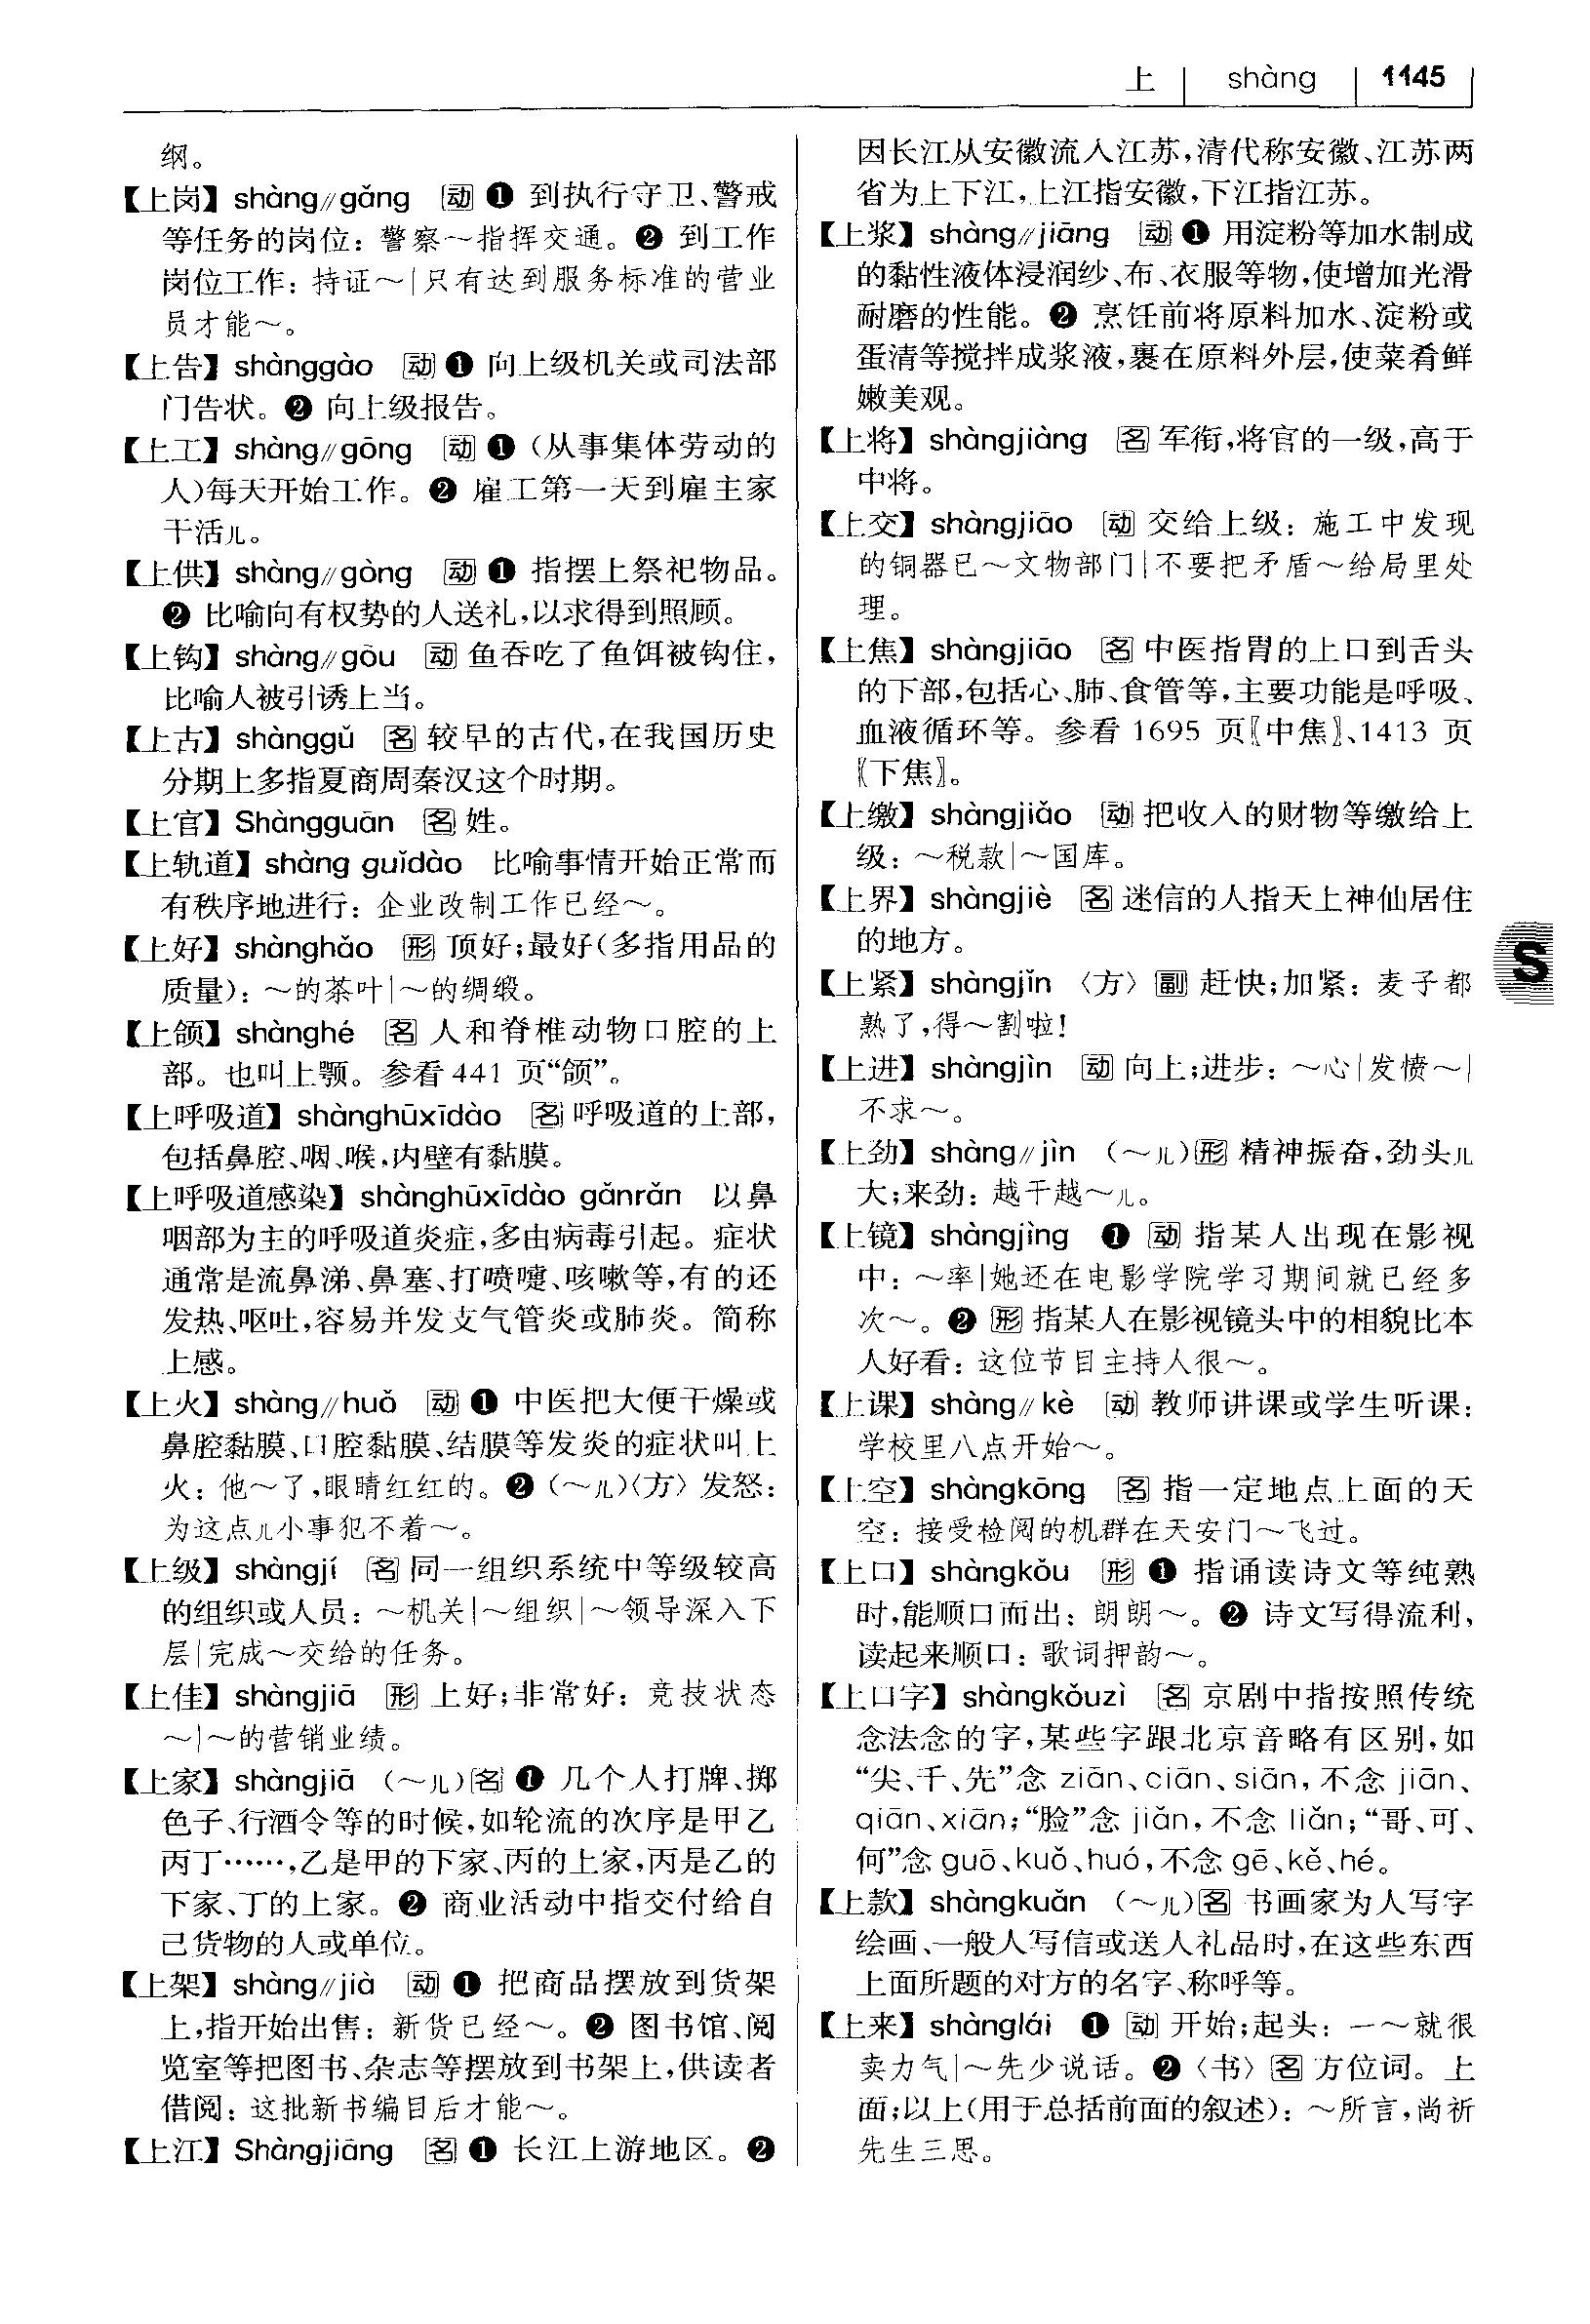 上 shàng 1145
纲。
【上岗】shàng∥gǎng 动 ❶ 到执行守卫、警戒
等任务的岗位：警察～指挥交通。❷ 到工作
岗位工作：持证～|只有达到服务标准的营业
员才能～。
【上告】shànggào 动 ❶ 向上级机关或司法部
门告状。❷ 向上级报告。
【上工】shàng∥gōng 动 ❶（从事集体劳动的
人）每天开始工作。❷ 雇工第一天到雇主家
干活儿。
【上供】shàng∥gòng 动 ❶ 指摆上祭祀物品。
❷ 比喻向有权势的人送礼，以求得到照顾。
【上钩】shàng∥gōu 动 鱼吞吃了鱼饵被钩住，
比喻人被引诱上当。
【上古】shànggǔ 名 较早的古代，在我国历史
分期上多指夏商周秦汉这个时期。
【上官】Shàngguān 名 姓。
【上轨道】shàng guǐdào 比喻事情开始正常而
有秩序地进行：企业改制工作已经～。
【上好】shànghǎo 形 顶好；最好（多指用品的
质量）：～的茶叶|～的绸缎。
【上颌】shànghé 名 人和脊椎动物口腔的上
部。也叫上颚。参看 441 页“颌”。
【上呼吸道】shànghūxīdào 名 呼吸道的上部，
包括鼻腔、咽、喉，内壁有黏膜。
【上呼吸道感染】shànghūxīdào gǎnrǎn 以鼻
咽部为主的呼吸道炎症，多由病毒引起。症状
通常是流鼻涕、鼻塞、打喷嚏、咳嗽等，有的还
发热、呕吐，容易并发支气管炎或肺炎。简称
上感。
【上火】shàng∥huǒ 动 ❶ 中医把大便干燥或
鼻腔黏膜、口腔黏膜、结膜等发炎的症状叫上
火：他～了，眼睛红红的。❷（～儿）〈方〉发怒：
为这点儿小事犯不着～。
【上级】shàngjí 名 同一组织系统中等级较高
的组织或人员：～机关|～组织|～领导深入下
层|完成～交给的任务。
【上佳】shàngjiā 形 上好；非常好：竞技状态
～|～的营销业绩。
【上家】shàngjiā （～儿）名 ❶ 几个人打牌、掷
色子、行酒令等的时候，如轮流的次序是甲乙
丙丁……，乙是甲的下家、丙的上家，丙是乙的
下家、丁的上家。❷ 商业活动中指交付给自
己货物的人或单位。
【上架】shàng∥jià 动 ❶ 把商品摆放到货架
上，指开始出售：新货已经～。❷ 图书馆、阅
览室等把图书、杂志等摆放到书架上，供读者
借阅：这批新书编目后才能～。
【上江】Shàngjiāng 名 ❶ 长江上游地区。❷
因长江从安徽流入江苏，清代称安徽、江苏两
省为上下江，上江指安徽，下江指江苏。
【上浆】shàng∥jiāng 动 ❶ 用淀粉等加水制成
的黏性液体浸润纱、布、衣服等物，使增加光滑
耐磨的性能。❷ 烹饪前将原料加水、淀粉或
蛋清等搅拌成浆液，裹在原料外层，使菜肴鲜
嫩美观。
【上将】shàngjiàng 名 军衔，将官的一级，高于
中将。
【上交】shàngjiāo 动 交给上级：施工中发现
的铜器已～文物部门|不要把矛盾～给局里处
理。
【上焦】shàngjiāo 名 中医指胃的上口到舌头
的下部，包括心、肺、食管等，主要功能是呼吸、
血液循环等。参看 1695 页〖中焦〗、1413 页
〖下焦〗。
【上缴】shàngjiǎo 动 把收入的财物等缴给上
级：～税款|～国库。
【上界】shàngjiè 名 迷信的人指天上神仙居住
的地方。
【上紧】shàngjǐn 〈方〉副 赶快；加紧：麦子都
熟了，得～割啦！
【上进】shàngjìn 动 向上；进步：～心|发愤～|
不求～。
【上劲】shàng∥jìn （～儿）形 精神振奋，劲头儿
大；来劲：越干越～儿。
【上镜】shàngjìng ❶ 动 指某人出现在影视
中：～率|她还在电影学院学习期间就已经多
次～。❷ 形 指某人在影视镜头中的相貌比本
人好看：这位节目主持人很～。
【上课】shàng∥kè 动 教师讲课或学生听课：
学校里八点开始～。
【上空】shàngkōng 名 指一定地点上面的天
空：接受检阅的机群在天安门～飞过。
【上口】shàngkǒu 形 ❶ 指诵读诗文等纯熟
时，能顺口而出：朗朗～。❷ 诗文写得流利，
读起来顺口：歌词押韵～。
【上口字】shàngkǒuzì 名 京剧中指按照传统
念法念的字，某些字跟北京音略有区别，如
“尖、千、先”念 ziān、ciān、siān，不念 jiān、
qiān、xiān；“脸”念 jiǎn，不念 liǎn；“哥、可、
何”念 guō、kuǒ、huó，不念 gē、kě、hé。
【上款】shàngkuǎn （～儿）名 书画家为人写字
绘画、一般人写信或送人礼品时，在这些东西
上面所题的对方的名字、称呼等。
【上来】shànglái ❶ 动 开始；起头：一～就很
卖力气|～先少说话。❷〈书〉名 方位词。上
面；以上（用于总括前面的叙述）：～所言，尚祈
先生三思。
S